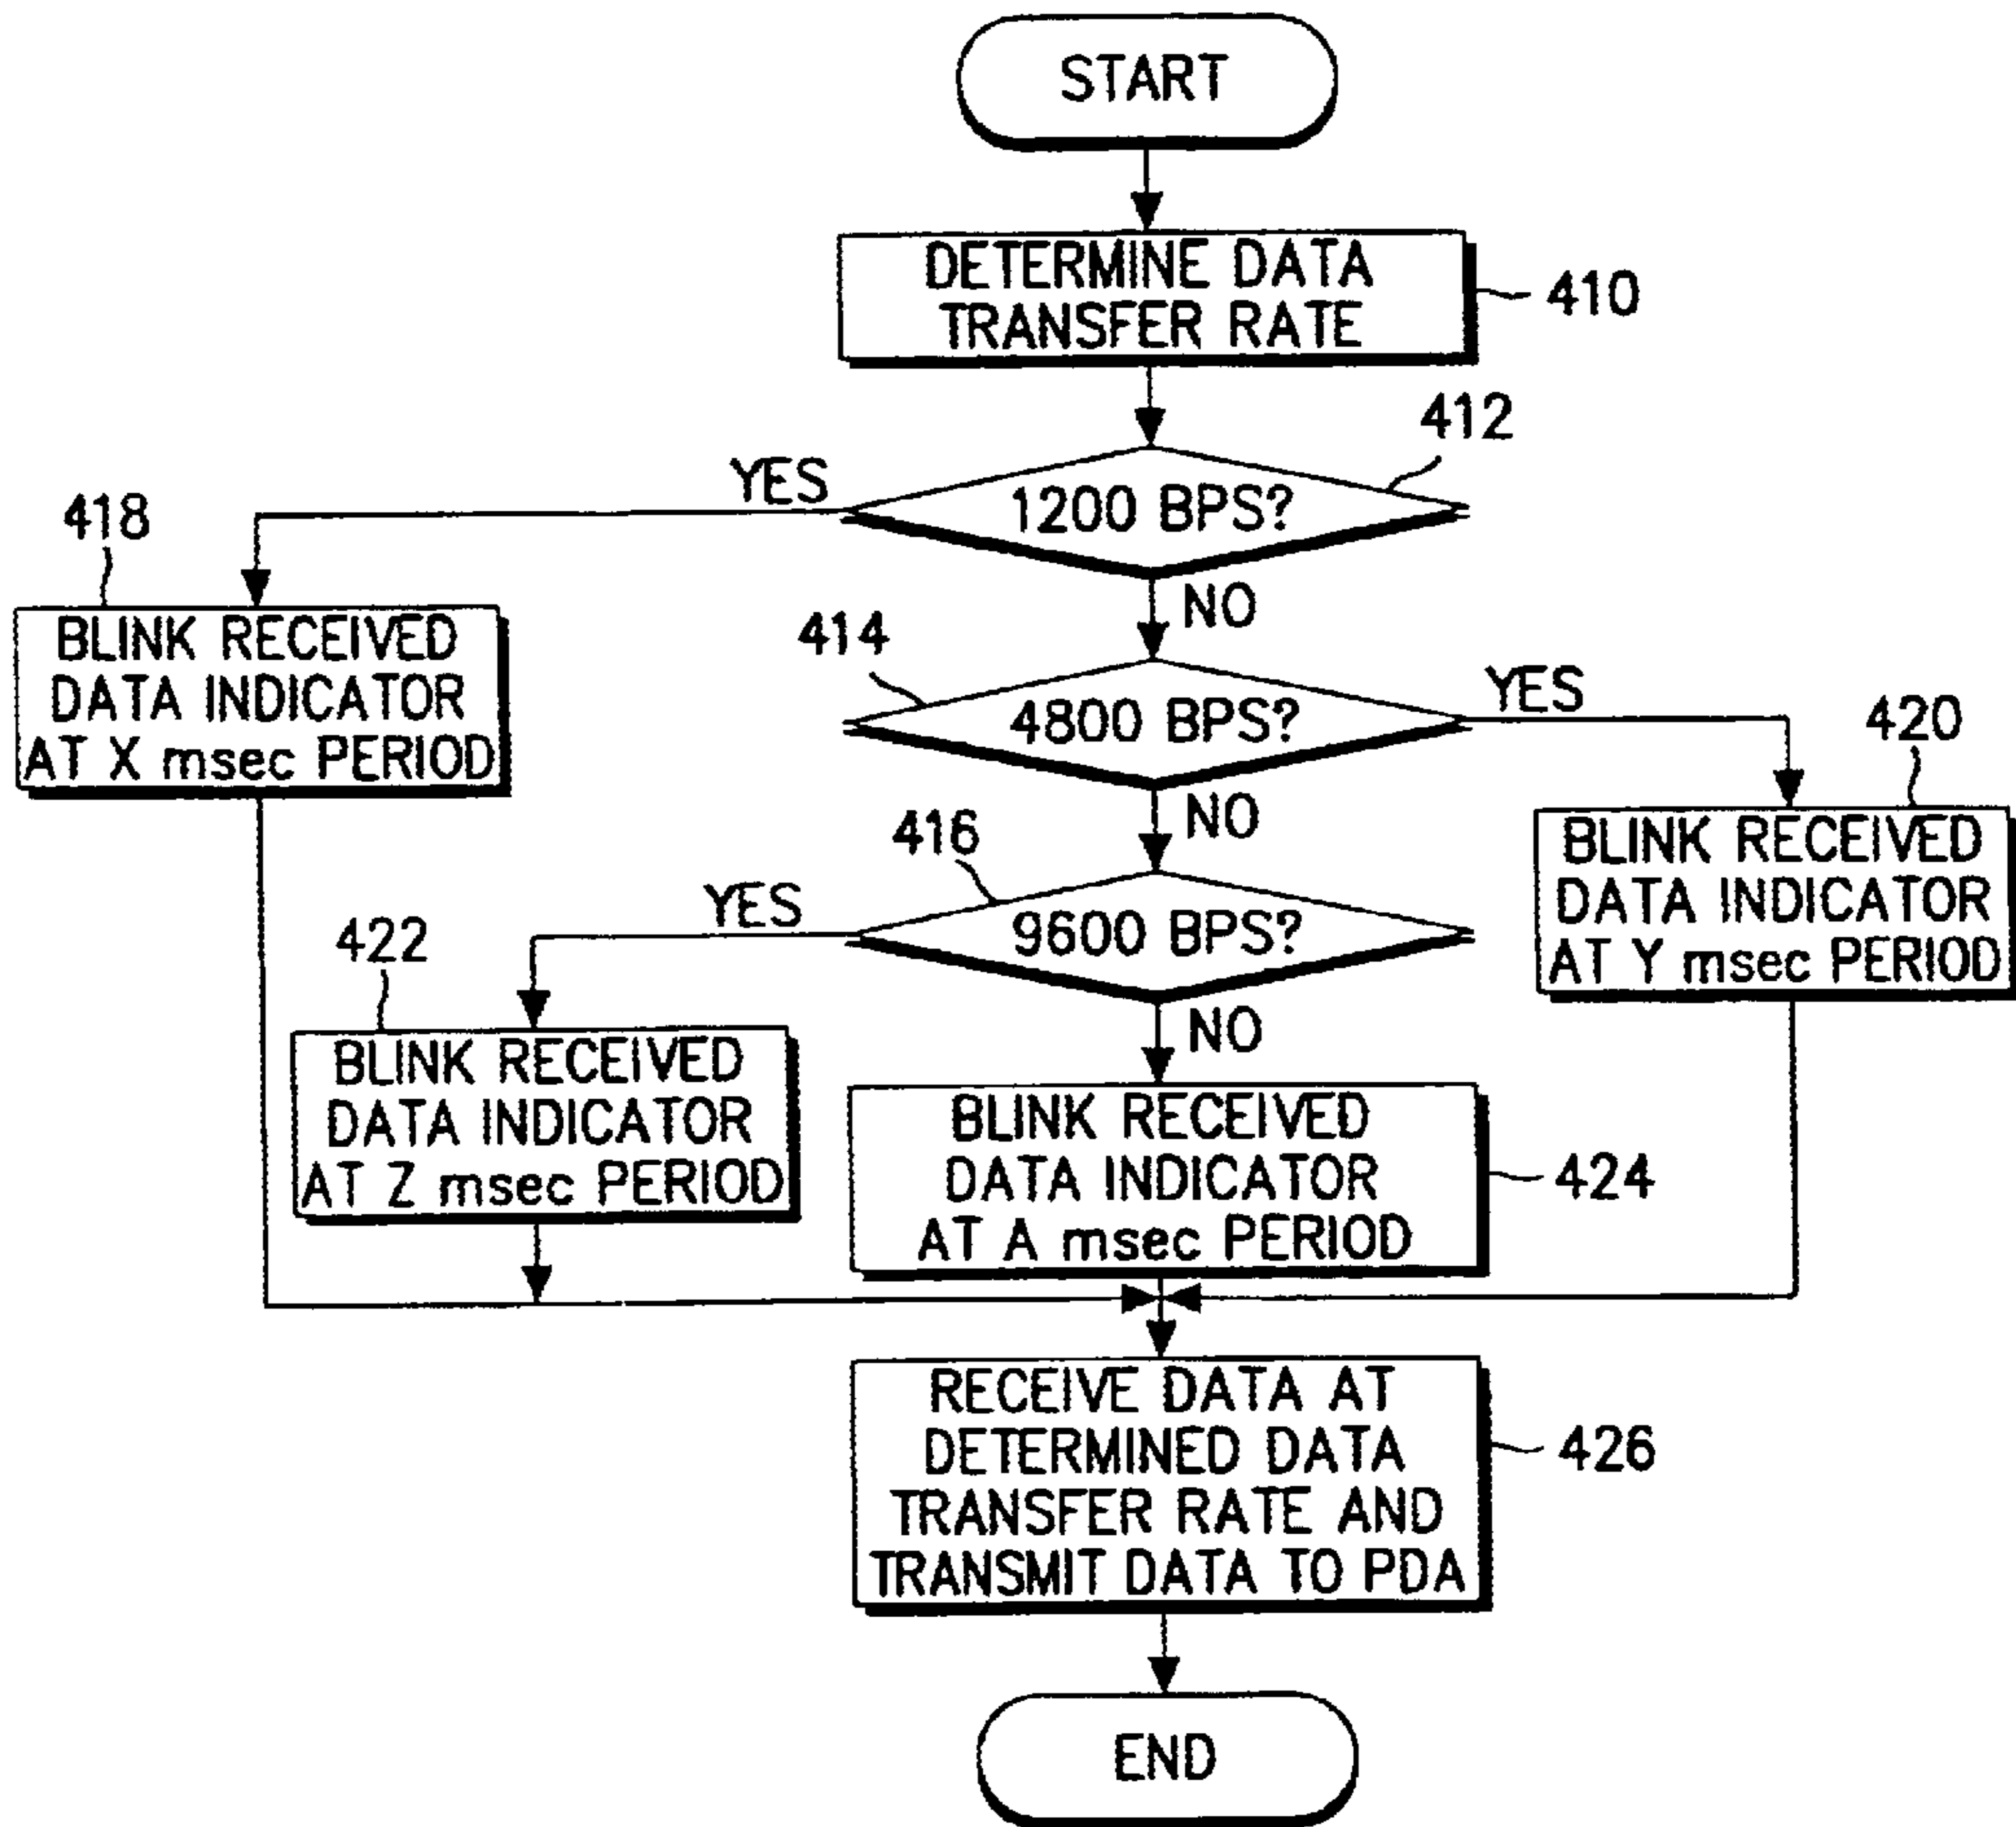 START
DETERMINE DATA
TRANSFER RATE
410
412
1200 BPS?
YES
NO
418
BLINK RECEIVED
DATA INDICATOR
AT X msec PERIOD
414
4800 BPS?
YES
NO
420
BLINK RECEIVED
DATA INDICATOR
AT Y msec PERIOD
416
9600 BPS?
YES
NO
422
BLINK RECEIVED
DATA INDICATOR
AT Z msec PERIOD
BLINK RECEIVED
DATA INDICATOR
AT A msec PERIOD
424
RECEIVE DATA AT
DETERMINED DATA
TRANSFER RATE AND
TRANSMIT DATA TO PDA
426
END